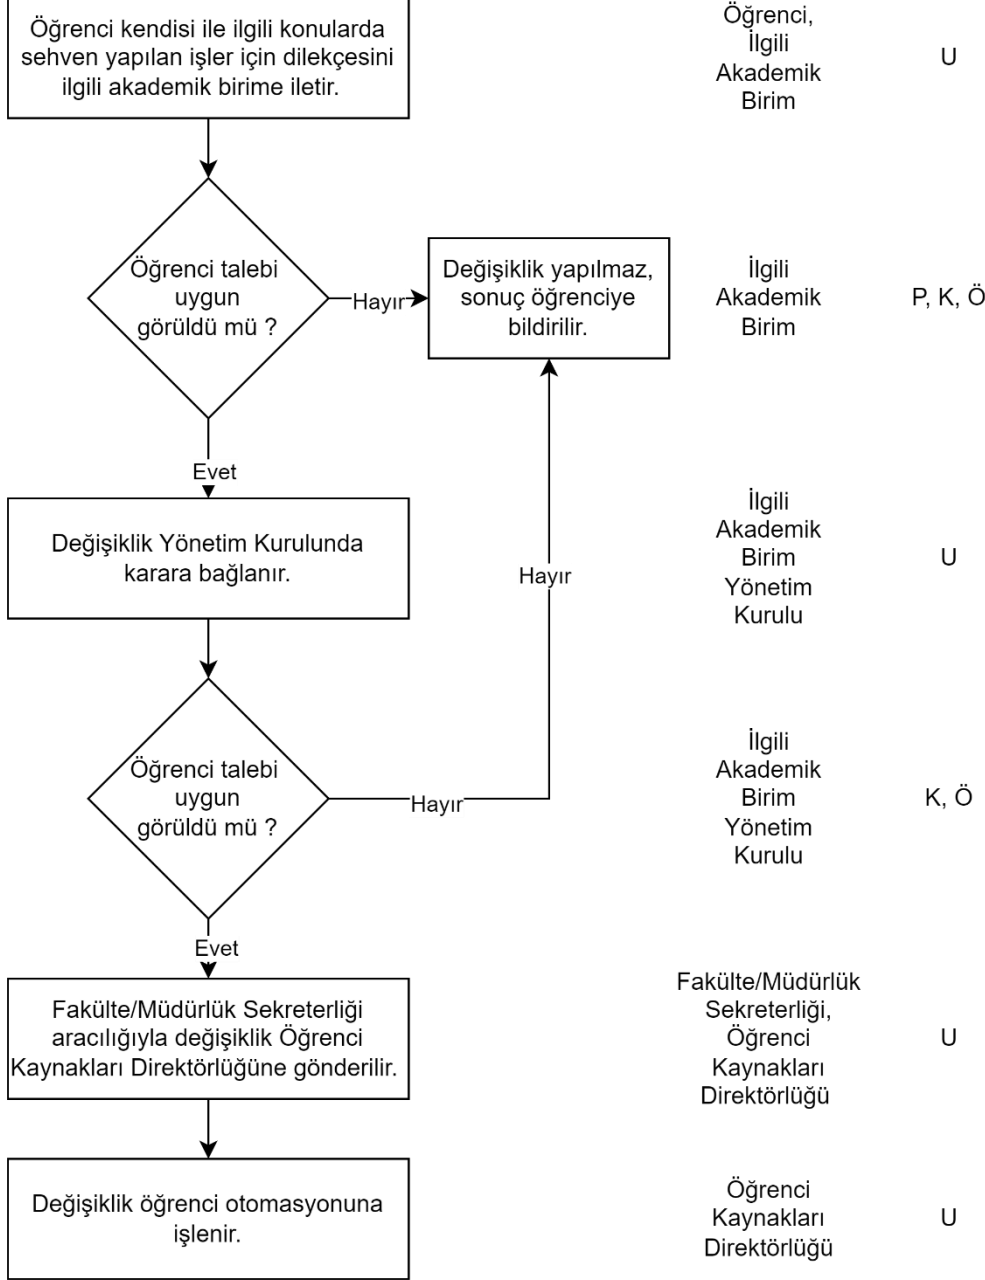 Öğrenci kendisi ile ilgili konularda
sehven yapılan işler için dilekçesini
ilgili akademik birime iletir.
Öğrenci,
İlgili
Akademik
Birim
U
Öğrenci talebi
uygun
görüldü mü ?
Hayır
Değişiklik yapılmaz,
sonuç öğrenciye
bildirilir.
İlgili
Akademik
Birim
P, K, Ö
Evet
Değişiklik Yönetim Kurulunda
karara bağlanır.
Hayır
İlgili
Akademik
Birim
Yönetim
Kurulu
U
Öğrenci talebi
uygun
görüldü mü ?
Hayır
İlgili
Akademik
Birim
Yönetim
Kurulu
K, Ö
Evet
Fakülte/Müdürlük Sekreterliği
aracılığıyla değişiklik Öğrenci
Kaynakları Direktörlüğüne gönderilir.
Fakülte/Müdürlük
Sekreterliği,
Öğrenci
Kaynakları
Direktörlüğü
U
Değişiklik öğrenci otomasyonuna
işlenir.
Öğrenci
Kaynakları
Direktörlüğü
U